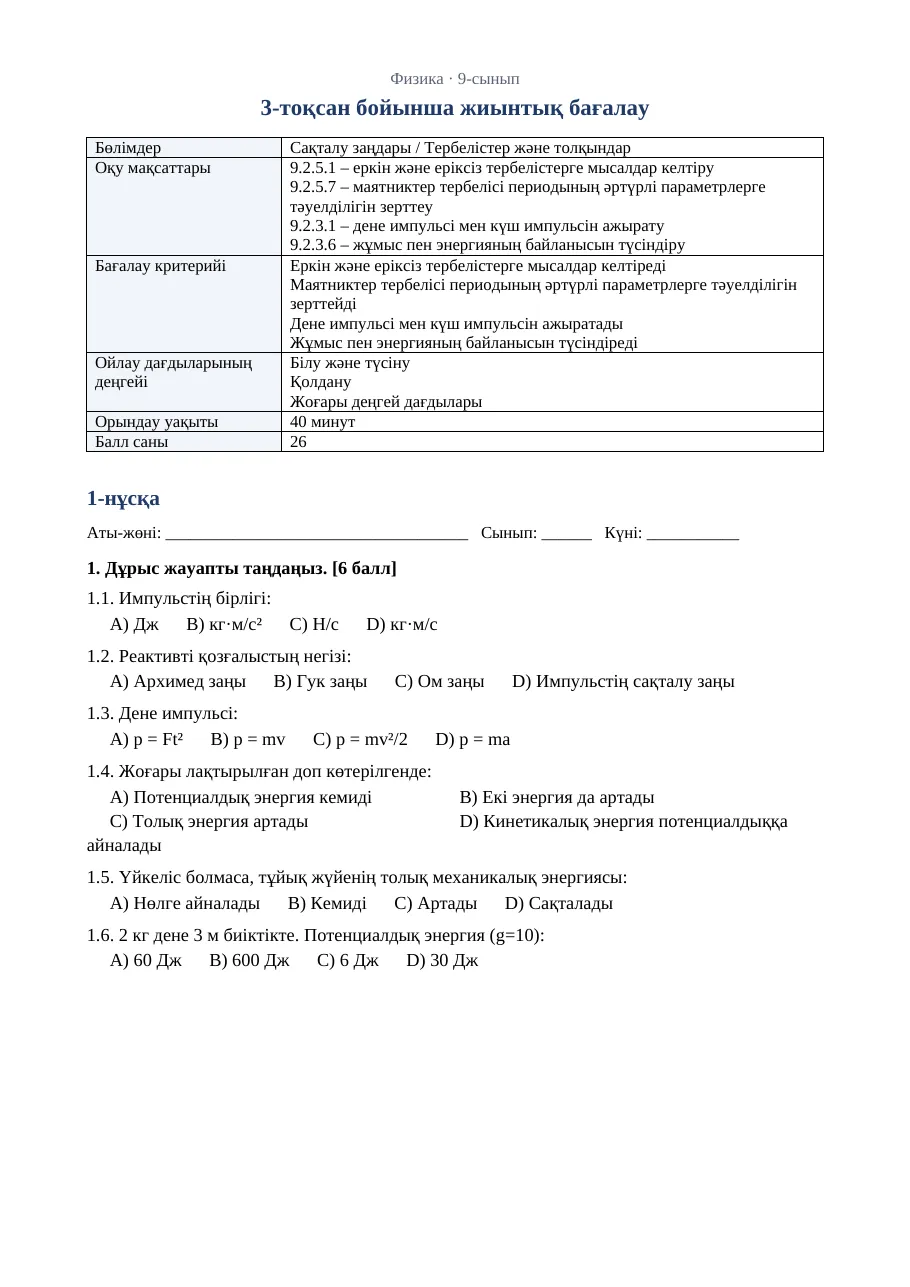 Физика · 9-сынып
3-тоқсан бойынша жиынтық бағалау
Бөлімдер
Сақталу заңдары / Тербелістер және толқындар
Оқу мақсаттары
9.2.5.1 – еркін және еріксіз тербелістерге мысалдар келтіру
9.2.5.7 – маятниктер тербелісі периодының әртүрлі параметрлерге
тәуелділігін зерттеу
9.2.3.1 – дене импульсі мен күш импульсін ажырату
9.2.3.6 – жұмыс пен энергияның байланысын түсіндіру
Бағалау критерийі
Еркін және еріксіз тербелістерге мысалдар келтіреді
Маятниктер тербелісі периодының әртүрлі параметрлерге тәуелділігін
зерттейді
Дене импульсі мен күш импульсін ажыратады
Жұмыс пен энергияның байланысын түсіндіреді
Ойлау дағдыларының
деңгейі
Білу және түсіну
Қолдану
Жоғары деңгей дағдылары
Орындау уақыты
40 минут
Балл саны
26
1-нұсқа
Аты-жөні: ____________________________________ Сынып: ______ Күні: ___________
1. Дұрыс жауапты таңдаңыз. [6 балл]
1.1. Импульстің бірлігі:
A) Дж B) кг·м/с² C) Н/с D) кг·м/с
1.2. Реактивті қозғалыстың негізі:
A) Архимед заңы B) Гук заңы C) Ом заңы D) Импульстің сақталу заңы
1.3. Дене импульсі:
A) p = Ft² B) p = mv C) p = mv²/2 D) p = ma
1.4. Жоғары лақтырылған доп көтерілгенде:
A) Потенциалдық энергия кемиді B) Екі энергия да артады
C) Толық энергия артады D) Кинетикалық энергия потенциалдыққа
айналады
1.5. Үйкеліс болмаса, тұйық жүйенің толық механикалық энергиясы:
A) Нөлге айналады B) Кемиді C) Артады D) Сақталады
1.6. 2 кг дене 3 м биіктікте. Потенциалдық энергия (g=10):
A) 60 Дж B) 600 Дж C) 6 Дж D) 30 Дж